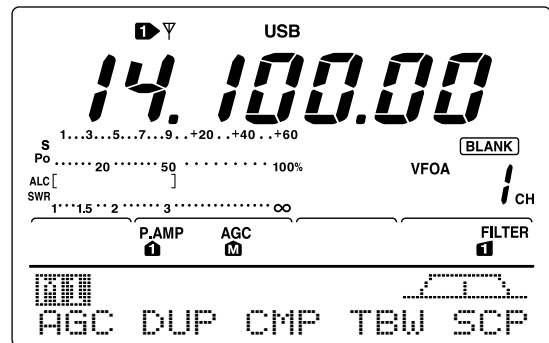 1 USB
14.100.00
S 1...3...5...7...9..+20..+40..+60
BLANK
Po ...... 20 ....... 50 .............. 100%
VFOA
ALC [ ]
1 CH
SWR
1....1.5..2.......3...............∞
P.AMP AGC FILTER
1 M 1
AGC DUP CMP TBW SCP